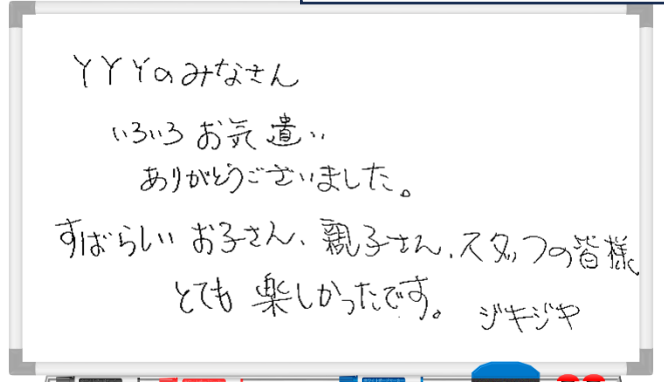 YYYのみなさん
いろいろお気遣い
ありがとうございました。
すばらしいお子さん、親子さん、スタッフの皆様
とても楽しかったです。 ジキジヤ